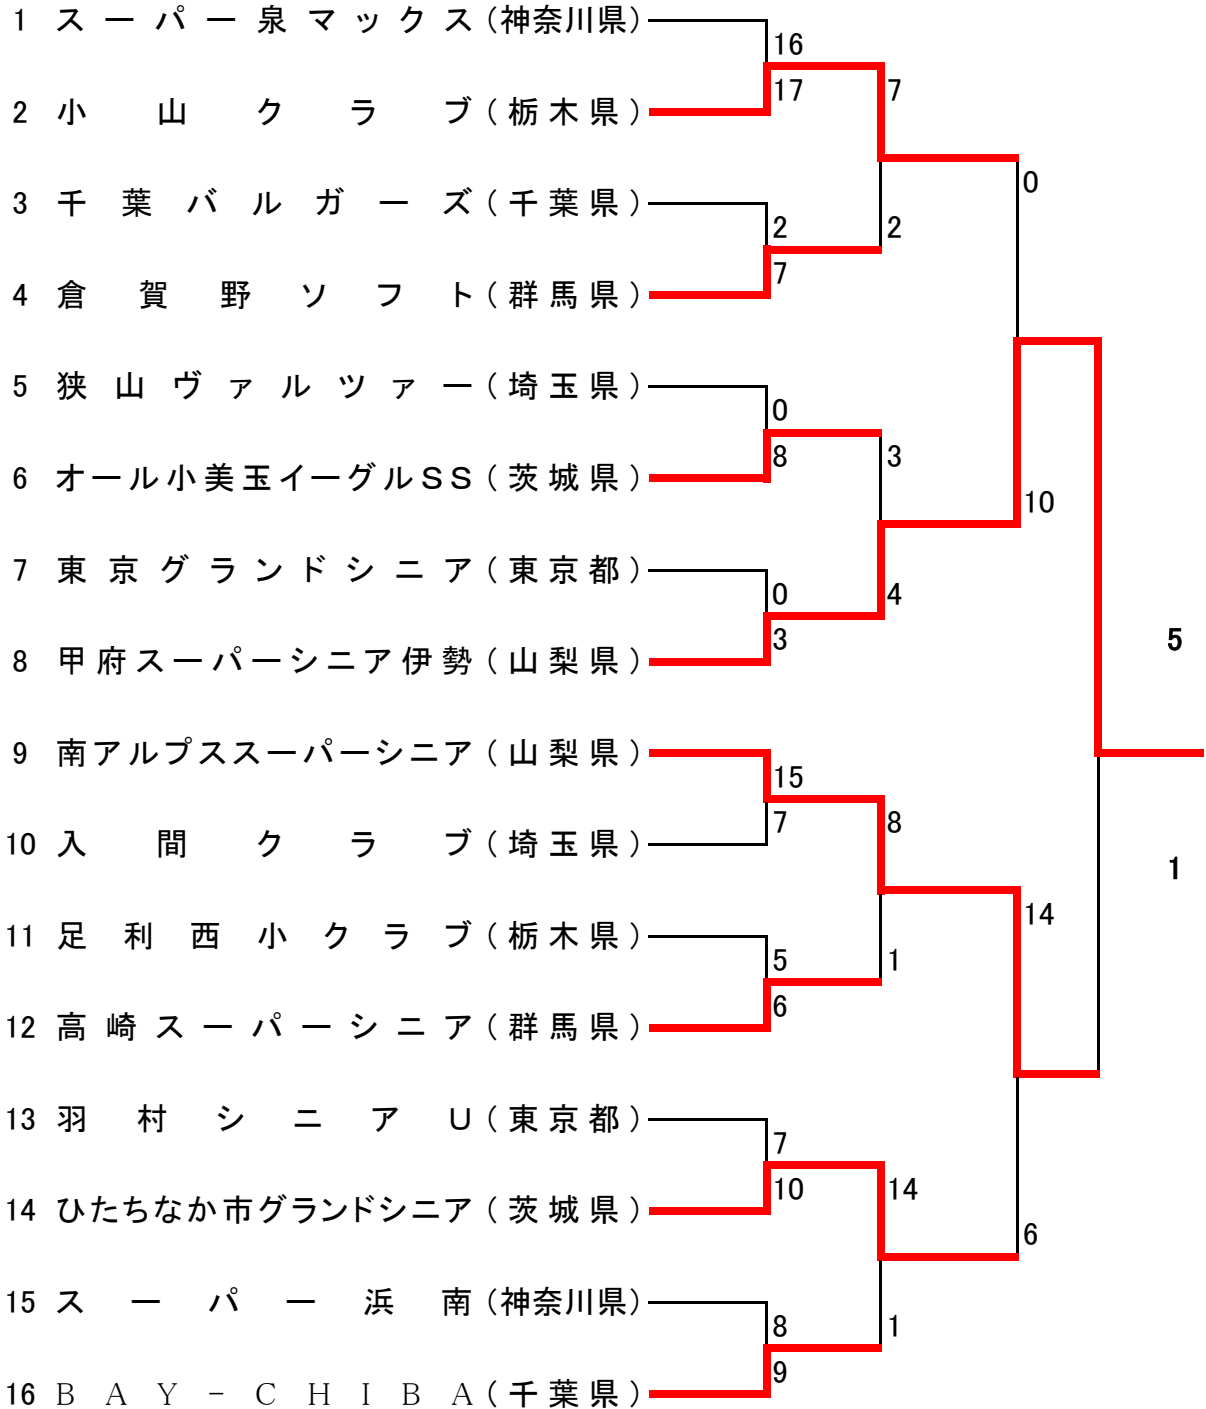 1 スーパー泉マックス(神奈川県)
16
17
7
2 小山クラブ(栃木県)
0
3 千葉バルガーズ(千葉県)
2
7
2
4 倉賀野ソフト(群馬県)
5 狭山ヴァルツァー(埼玉県)
0
8
3
6 オール小美玉イーグルSS(茨城県)
10
7 東京グランドシニア(東京都)
0
3
4
8 甲府スーパーシニア伊勢(山梨県)
5
9 南アルプススーパーシニア(山梨県)
15
7
8
10 入間クラブ(埼玉県)
1
14
11 足利西小クラブ(栃木県)
5
6
1
12 高崎スーパーシニア(群馬県)
13 羽村シニアU(東京都)
7
10
14
14 ひたちなか市グランドシニア(茨城県)
6
15 スーパー浜南(神奈川県)
8
9
1
16 BAY-CHIBA(千葉県)